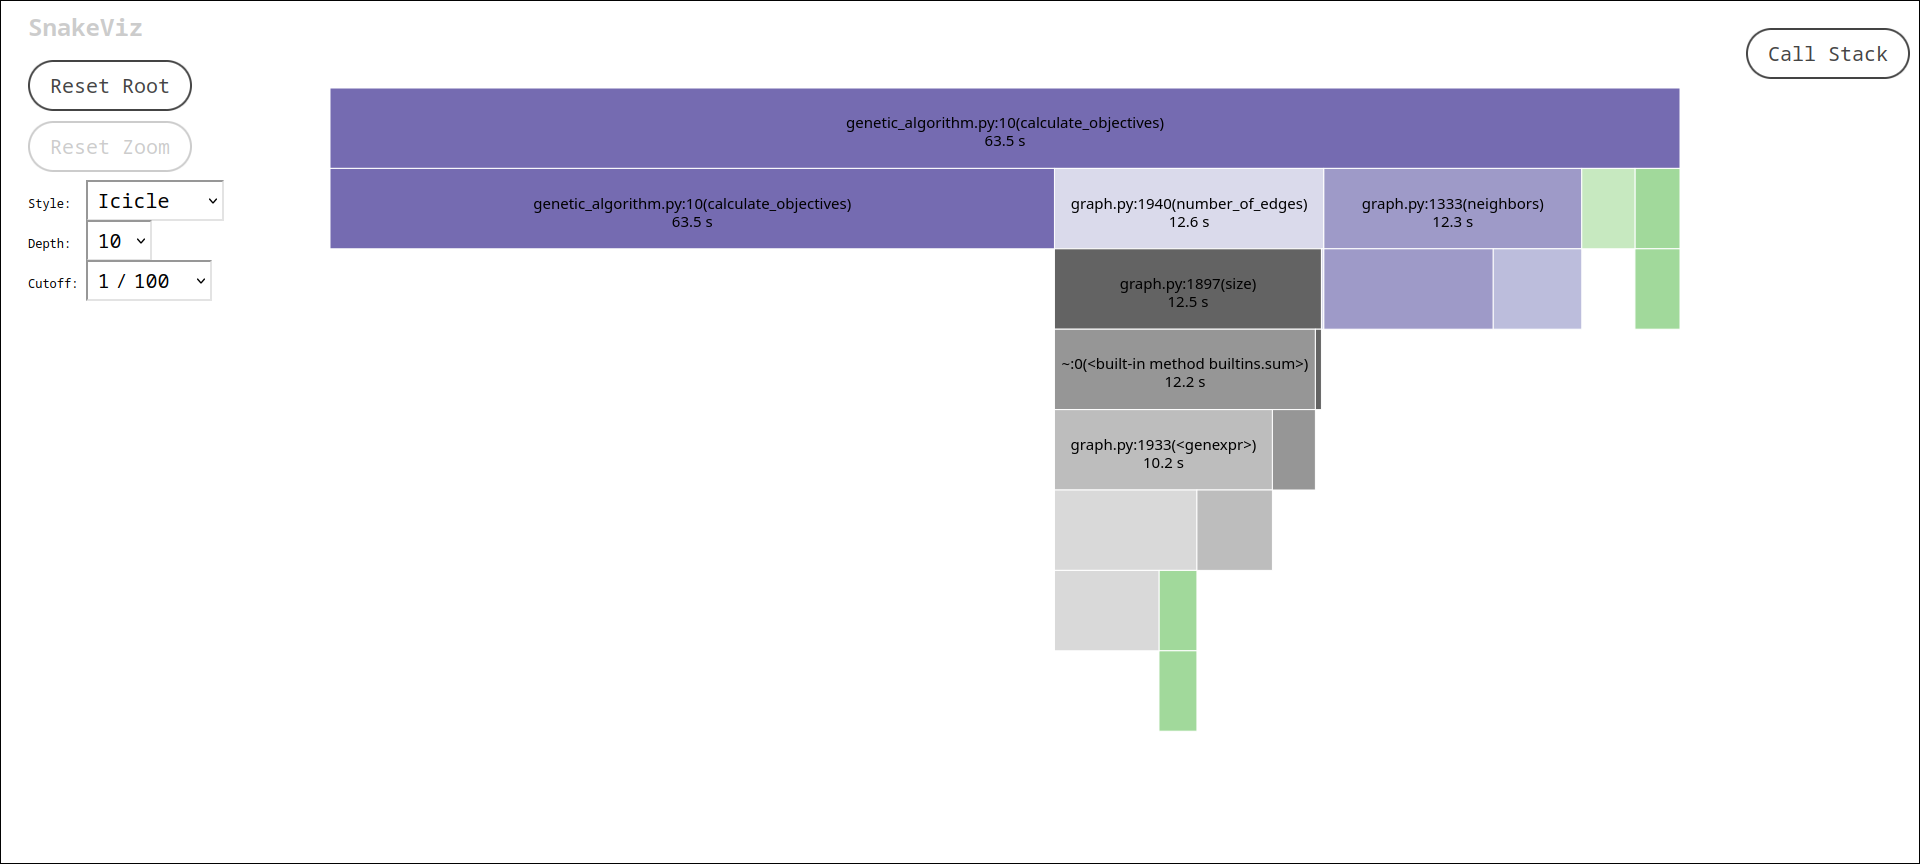 SnakeViz
Reset Root
Reset Zoom
Style: Icicle
Depth: 10
Cutoff: 1 / 100
Call Stack
genetic_algorithm.py:10(calculate_objectives)
63.5 s
genetic_algorithm.py:10(calculate_objectives)
63.5 s
graph.py:1940(number_of_edges)
12.6 s
graph.py:1333(neighbors)
12.3 s
graph.py:1897(size)
12.5 s
~:0(<built-in method builtins.sum>)
12.2 s
graph.py:1933(<genexpr>)
10.2 s